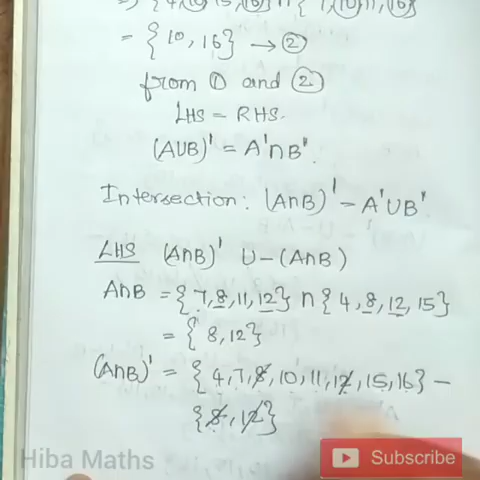 = {10, 16} → ②
from ① and ②
LHS = RHS.
(A∪B)' = A'∩B'.
Intersection: (A∩B)' = A'∪B'
LHS (A∩B)' U-(A∩B)
A∩B = {7,8,11,12} ∩ {4,8,12,15}
= {8,12}
(A∩B)' = {4,7,8,10,11,12,15,16} -
{8,12}
Hiba Maths
Subscribe